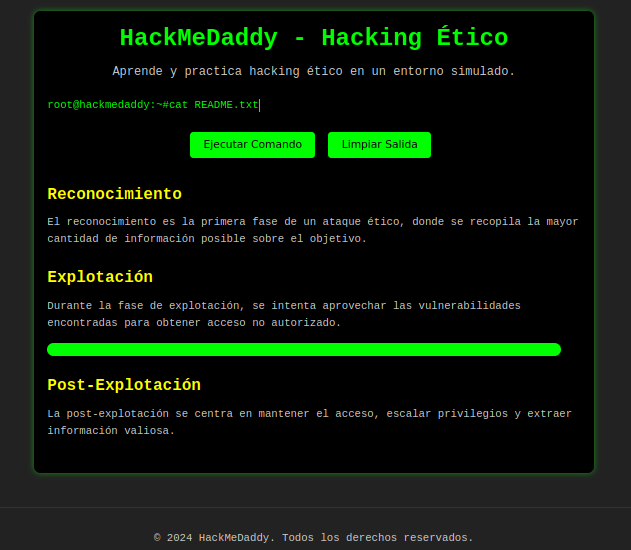 HackMeDaddy - Hacking Ético
Aprende y practica hacking ético en un entorno simulado.
root@hackmedaddy:~#cat README.txt
Ejecutar Comando
Limpiar Salida
Reconocimiento
El reconocimiento es la primera fase de un ataque ético, donde se recopila la mayor
cantidad de información posible sobre el objetivo.
Explotación
Durante la fase de explotación, se intenta aprovechar las vulnerabilidades
encontradas para obtener acceso no autorizado.
Post-Explotación
La post-explotación se centra en mantener el acceso, escalar privilegios y extraer
información valiosa.
© 2024 HackMeDaddy. Todos los derechos reservados.